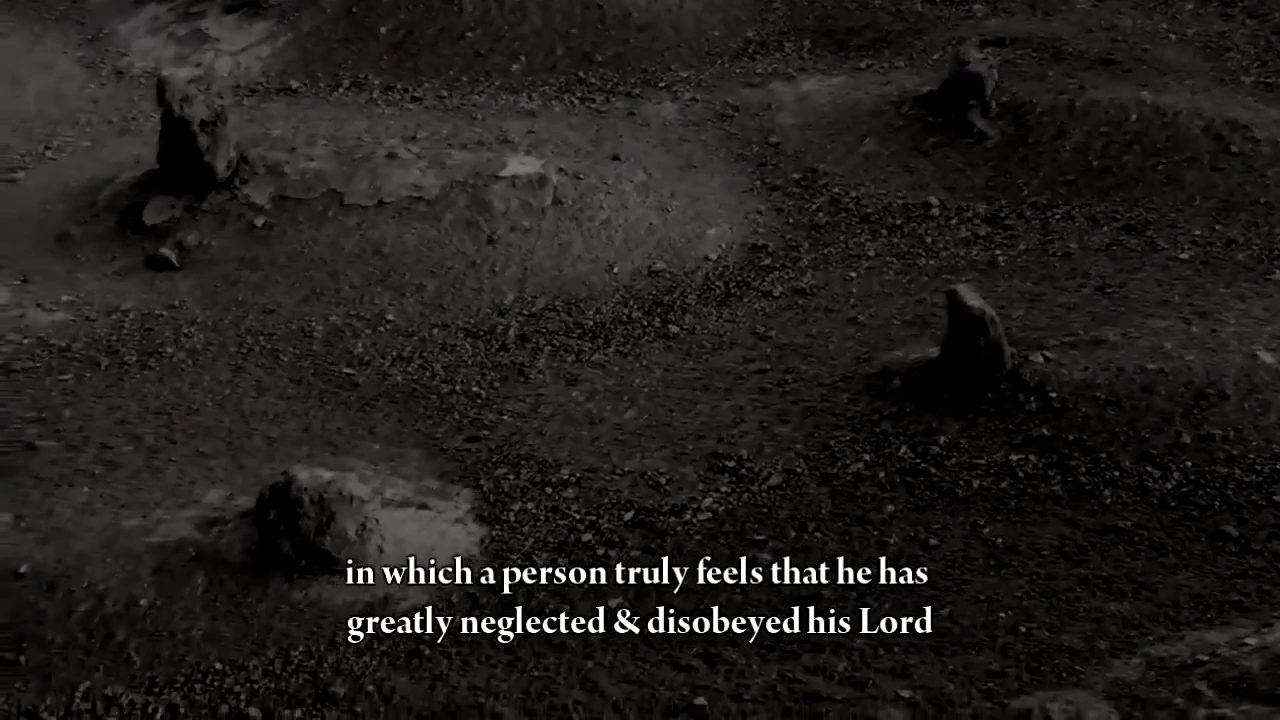 in which a person truly feels that he has
greatly neglected & disobeyed his Lord